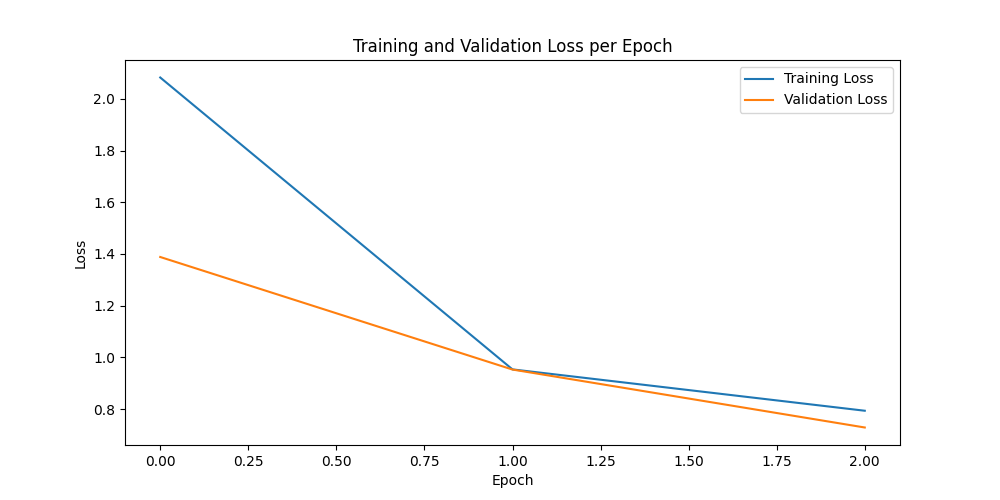 Training and Validation Loss per Epoch
Training Loss
Validation Loss
2.0
1.8
1.6
1.4
1.2
1.0
0.8
Loss
0.00 0.25 0.50 0.75 1.00 1.25 1.50 1.75 2.00
Epoch